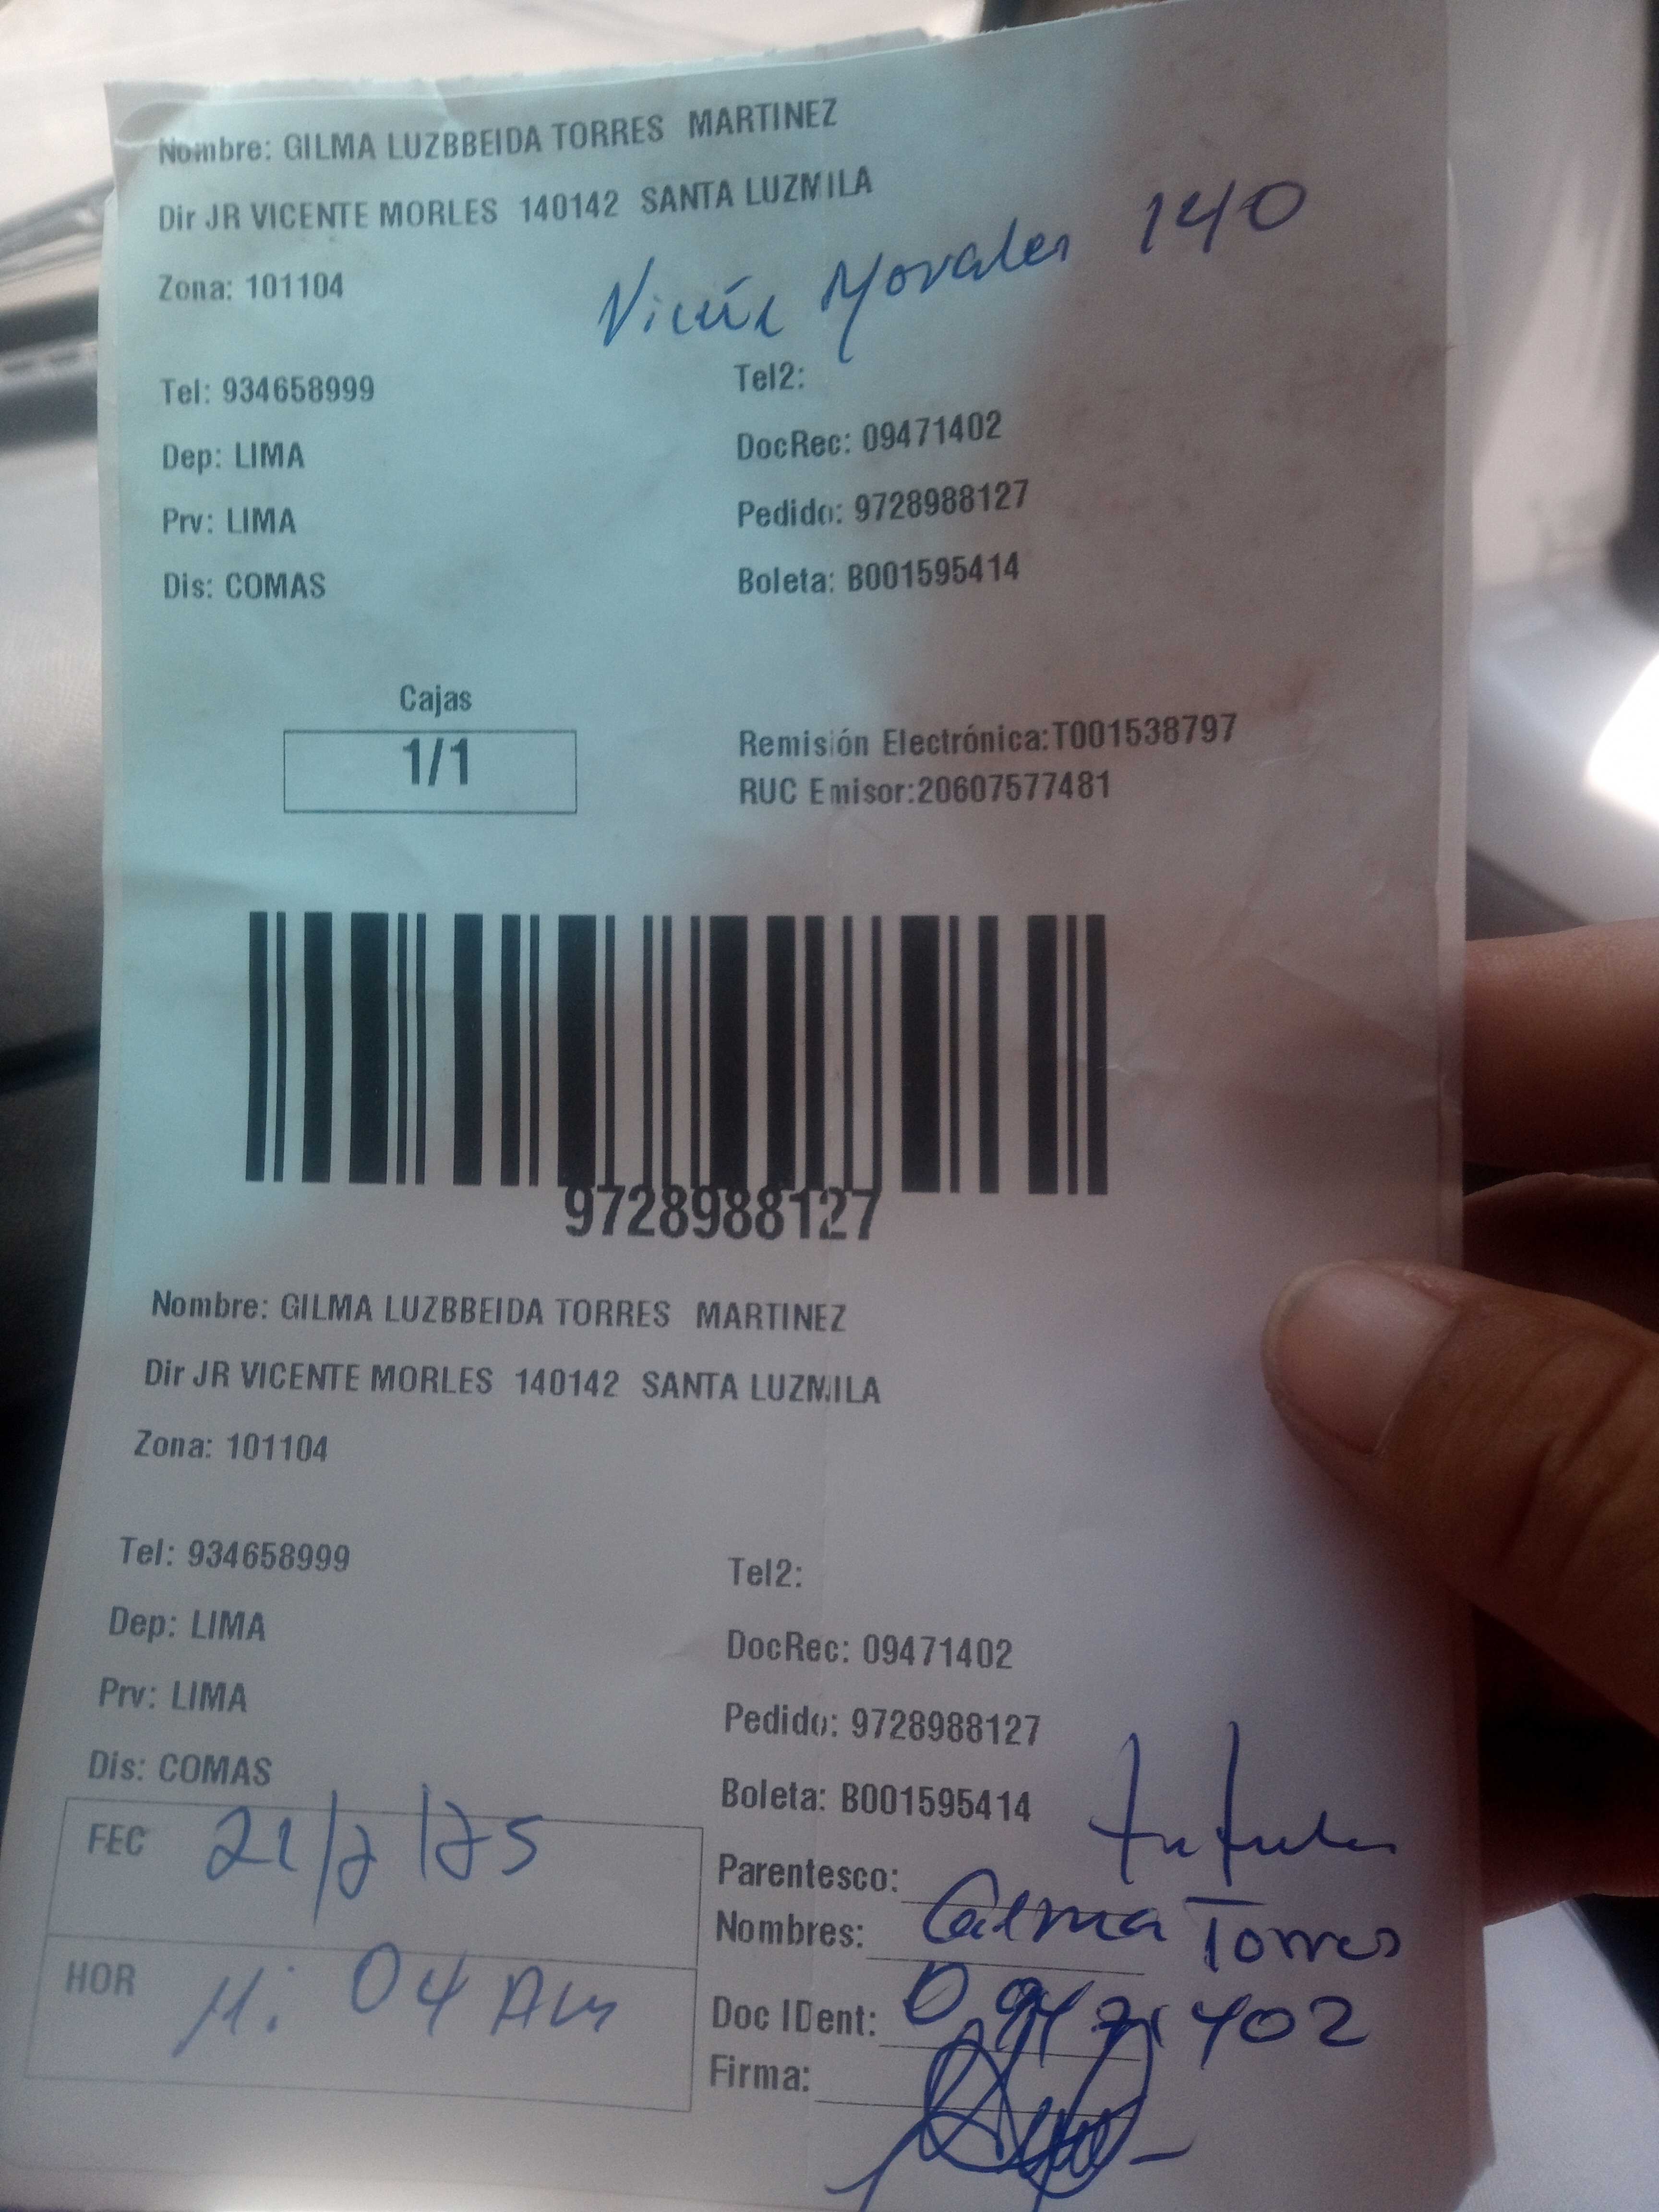 Nombre: GILMA LUZBBEIDA TORRES MARTINEZ
Dir JR VICENTE MORLES 140142 SANTA LUZMILA
Vicente Morales 140
Zona: 101104
Tel: 934658999 Tel2:
Dep: LIMA DocRec: 09471402
Prv: LIMA Pedido: 9728988127
Dis: COMAS Boleta: B001595414
Cajas
1/1
Remisión Electrónica:T001538797
RUC Emisor:20607577481
9728988127
Nombre: GILMA LUZBBEIDA TORRES MARTINEZ
Dir JR VICENTE MORLES 140142 SANTA LUZMILA
Zona: 101104
Tel: 934658999 Tel2:
Dep: LIMA DocRec: 09471402
Prv: LIMA Pedido: 9728988127
Dis: COMAS Boleta: B001595414
FEC
Parentesco: titular
Nombres: Torres
HOR 11:04 AM
Doc IDent: 09471402
Firma: